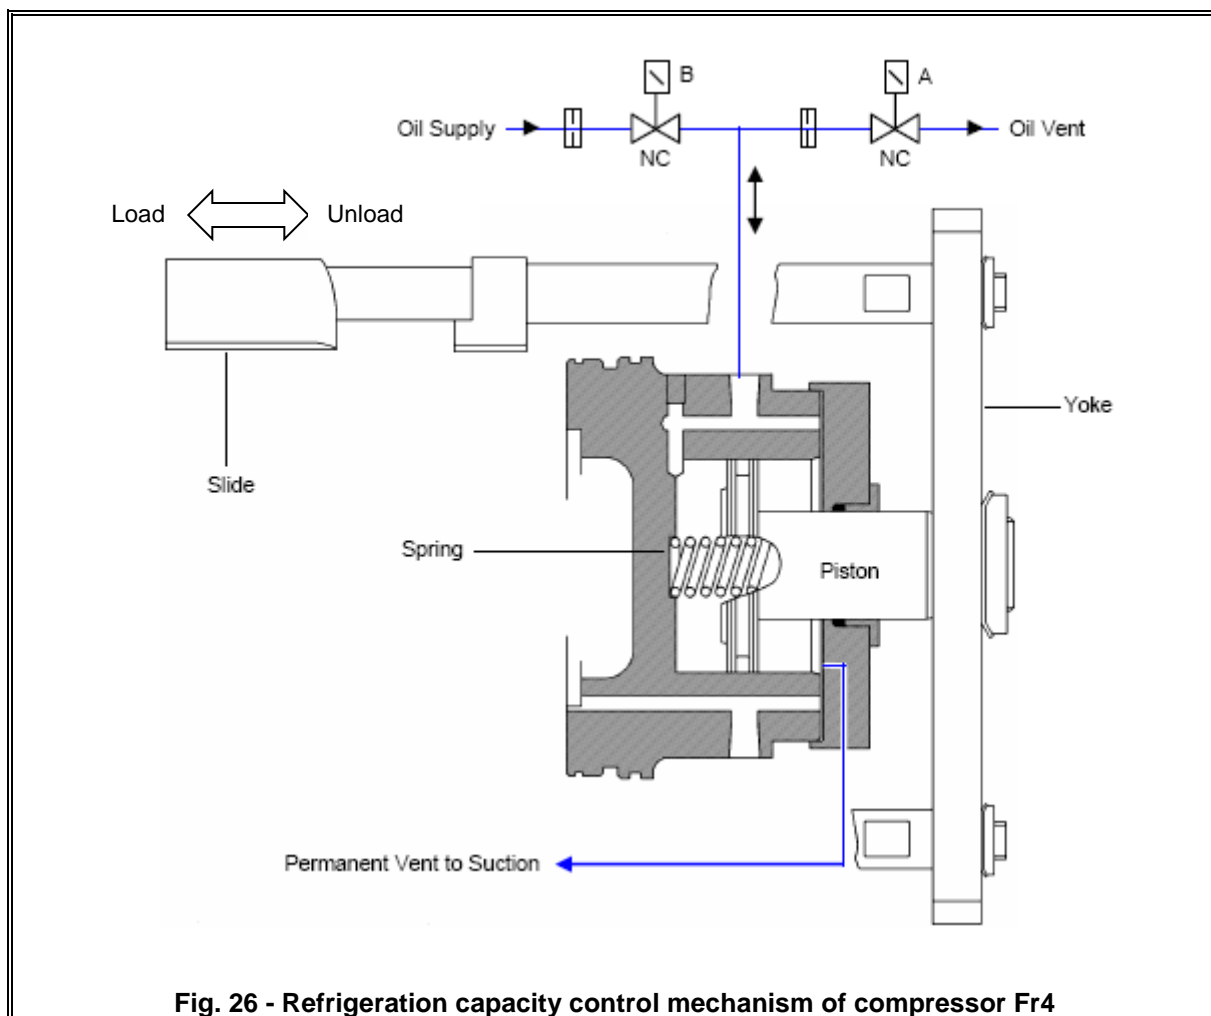 B
A
Oil Supply
Oil Vent
NC
NC
Load
Unload
Yoke
Slide
Spring
Piston
Permanent Vent to Suction
Fig. 26 - Refrigeration capacity control mechanism of compressor Fr4